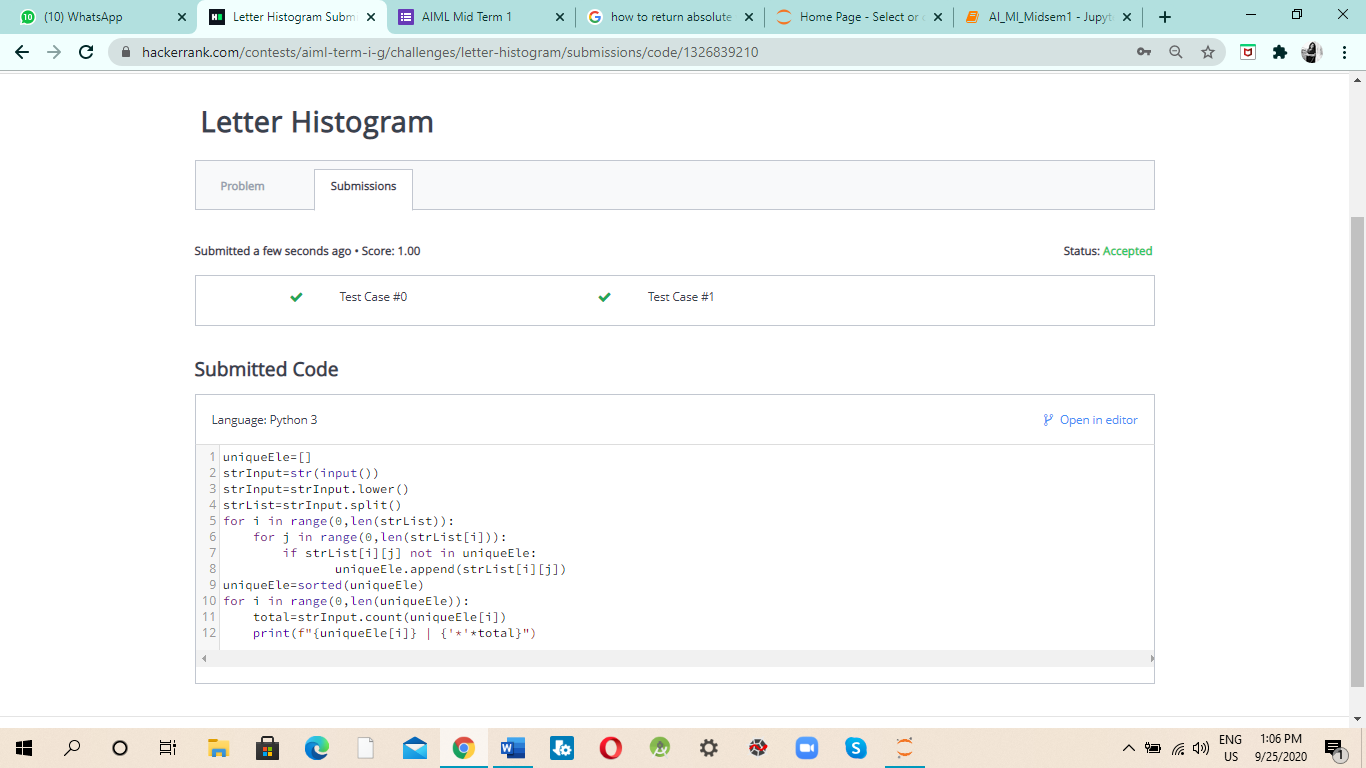 (10) WhatsApp
Letter Histogram Subm
AIML Mid Term 1
how to return absolute
Home Page - Select or
AI_Ml_Midsem1 - Jupyt
hackerrank.com/contests/aiml-term-i-g/challenges/letter-histogram/submissions/code/1326839210
Letter Histogram
Problem
Submissions
Submitted a few seconds ago • Score: 1.00
Status: Accepted
Test Case #0
Test Case #1
Submitted Code
Language: Python 3
Open in editor
1 uniqueEle=[]
2 strInput=str(input())
3 strInput=strInput.lower()
4 strList=strInput.split()
5 for i in range(0,len(strList)):
6     for j in range(0,len(strList[i])):
7         if strList[i][j] not in uniqueEle:
8                uniqueEle.append(strList[i][j])
9 uniqueEle=sorted(uniqueEle)
10 for i in range(0,len(uniqueEle)):
11     total=strInput.count(uniqueEle[i])
12     print(f"{uniqueEle[i]} | {'*'*total}")
ENG
US
1:06 PM
9/25/2020
1